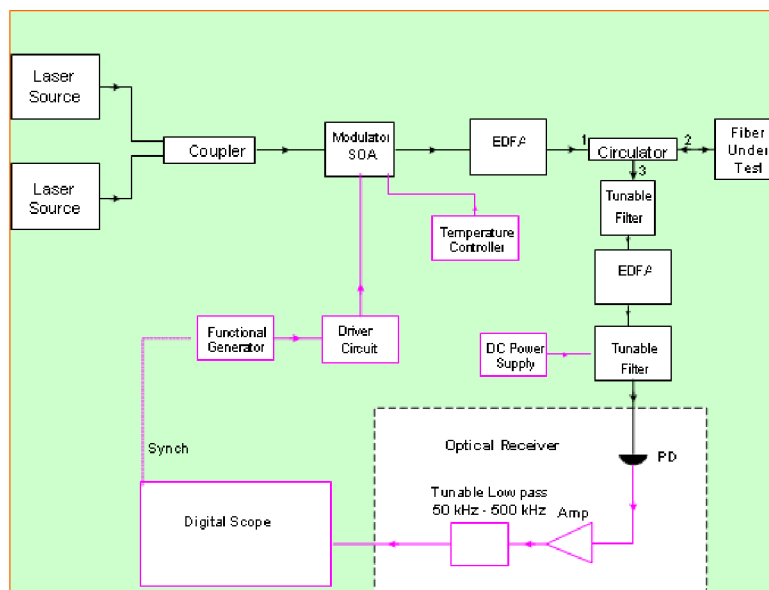 Laser
Source
Coupler
Modulator
SOA
EDFA
1
Circulator
2
Fiber
Under
Test
3
Laser
Source
Temperature
Controller
Tunable
Filter
EDFA
Functional
Generator
Driver
Circuit
DC Power
Supply
Tunable
Filter
Synch
Optical Receiver
PD
Tunable Low pass
50 kHz - 500 kHz
Amp
Digital Scope